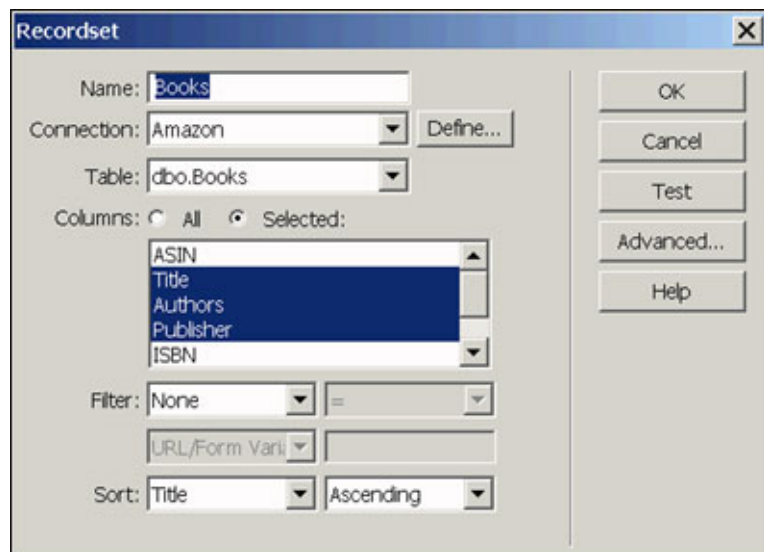 Recordset
Name: Books
Connection: Amazon Define...
Table: dbo.Books
Columns: All Selected:
ASIN
Title
Authors
Publisher
ISBN
Filter: None =
URL/Form Vari
Sort: Title Ascending
OK
Cancel
Test
Advanced...
Help